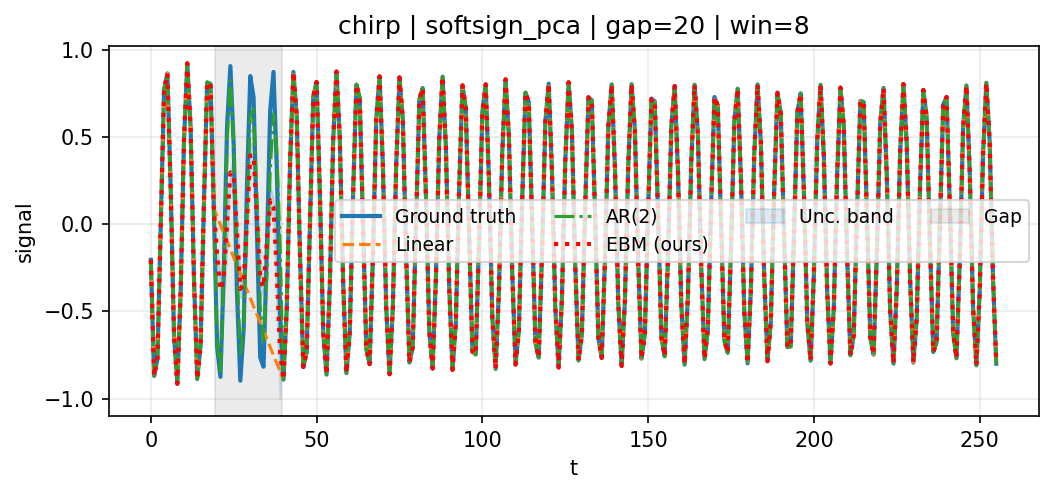 chirp | softsign_pca | gap=20 | win=8
1.0
0.5
0.0
−0.5
−1.0
signal
Ground truth AR(2) Unc. band Gap
Linear EBM (ours)
0 50 100 150 200 250
t